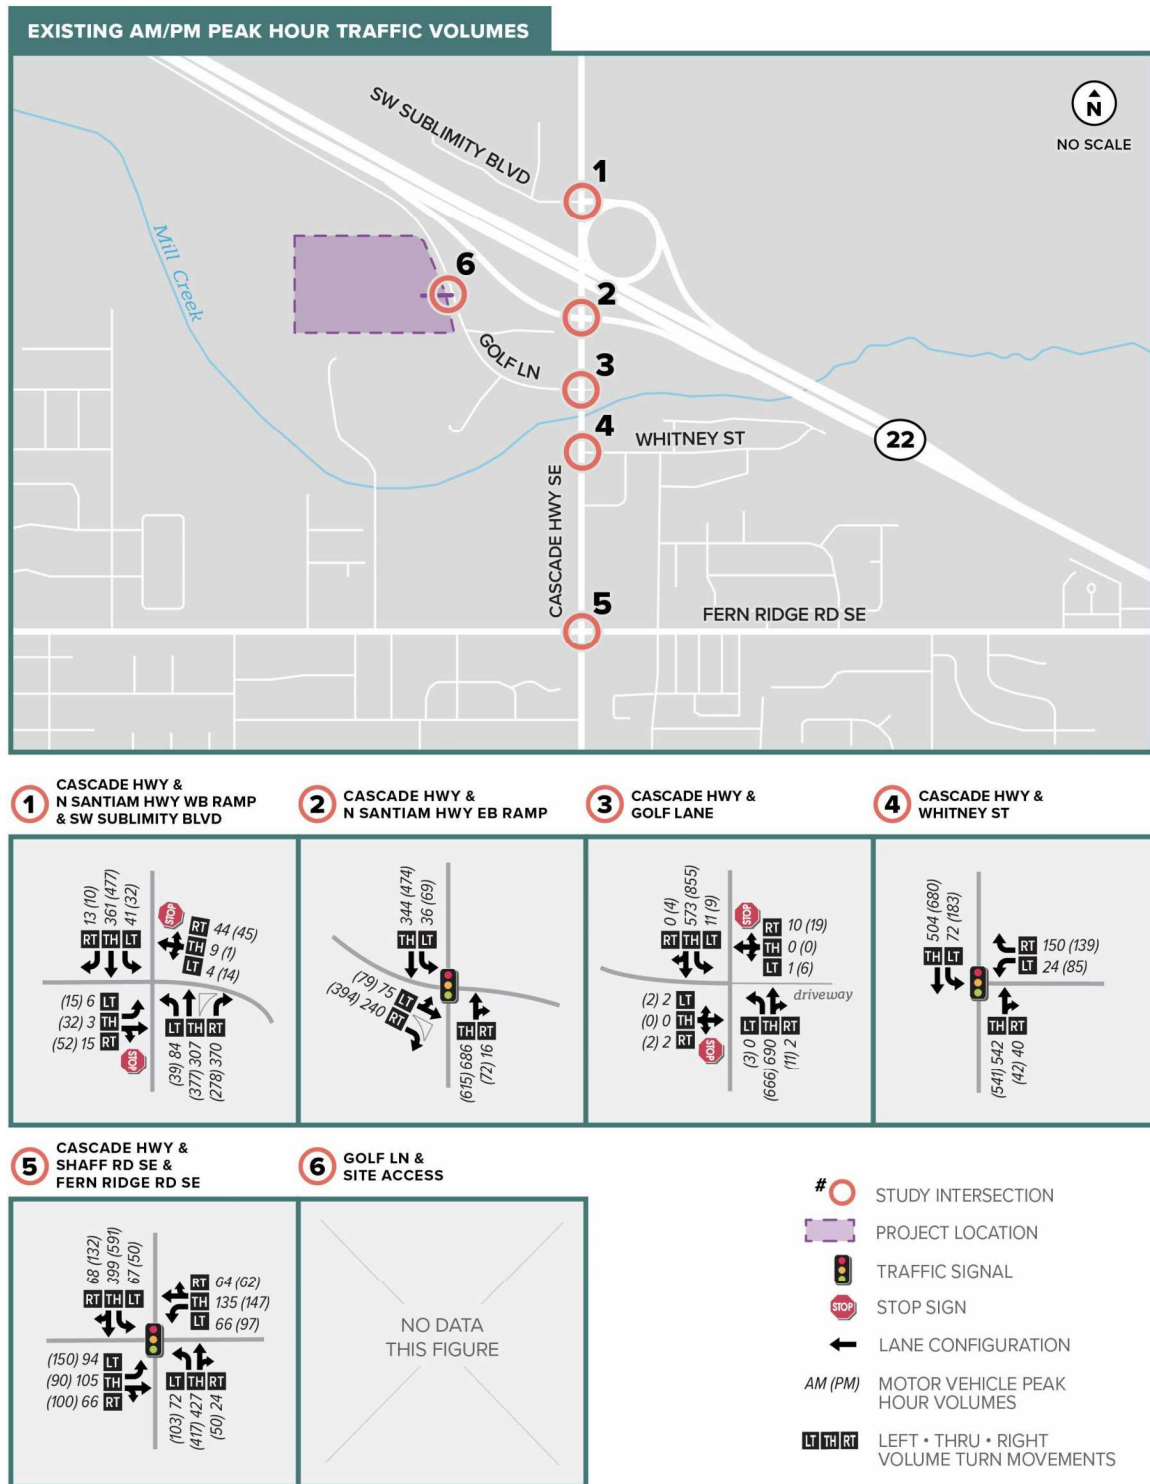 EXISTING AM/PM PEAK HOUR TRAFFIC VOLUMES
SW SUBLIMITY BLVD
N
NO SCALE
1
Mill Creek
6
2
GOLF LN
3
4
WHITNEY ST
22
CASCADE HWY SE
5
FERN RIDGE RD SE
1
CASCADE HWY &
N SANTIAM HWY WB RAMP
& SW SUBLIMITY BLVD
13 (10)
361 (477)
41 (32)
RT TH LT
STOP
RT 44 (45)
TH 9 (1)
LT 4 (14)
(15) 6 LT
(32) 3 TH
(52) 15 RT
STOP
LT TH RT
(39) 84
(377) 307
(278) 370
2
CASCADE HWY &
N SANTIAM HWY EB RAMP
344 (474)
36 (69)
TH LT
(79) 75 LT
(394) 240 RT
TH RT
(615) 686
(72) 16
3
CASCADE HWY &
GOLF LANE
0 (4)
573 (855)
11 (9)
RT TH LT
STOP
RT 10 (19)
TH 0 (0)
LT 1 (6)
driveway
(2) 2 LT
(0) 0 TH
(2) 2 RT
STOP
LT TH RT
(3) 0
(666) 690
(11) 2
4
CASCADE HWY &
WHITNEY ST
504 (680)
72 (183)
TH LT
RT 150 (139)
LT 24 (85)
TH RT
(541) 542
(42) 40
5
CASCADE HWY &
SHAFF RD SE &
FERN RIDGE RD SE
68 (132)
399 (591)
67 (50)
RT TH LT
RT 64 (62)
TH 135 (147)
LT 66 (97)
(150) 94 LT
(90) 105 TH
(100) 66 RT
LT TH RT
(103) 72
(417) 427
(50) 24
6
GOLF LN &
SITE ACCESS
NO DATA
THIS FIGURE
# STUDY INTERSECTION
PROJECT LOCATION
TRAFFIC SIGNAL
STOP STOP SIGN
LANE CONFIGURATION
AM (PM) MOTOR VEHICLE PEAK
HOUR VOLUMES
LT TH RT LEFT • THRU • RIGHT
VOLUME TURN MOVEMENTS